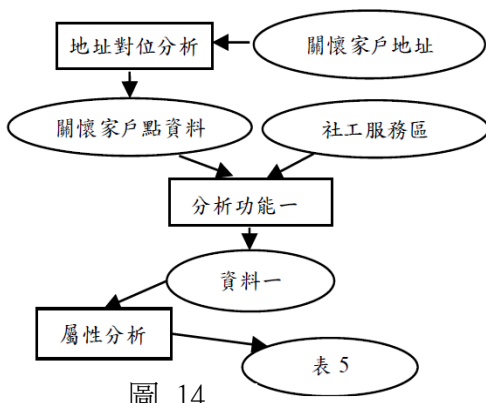 地址對位分析
關懷家戶地址
關懷家戶點資料
社工服務區
分析功能一
資料一
屬性分析
表 5
圖 14